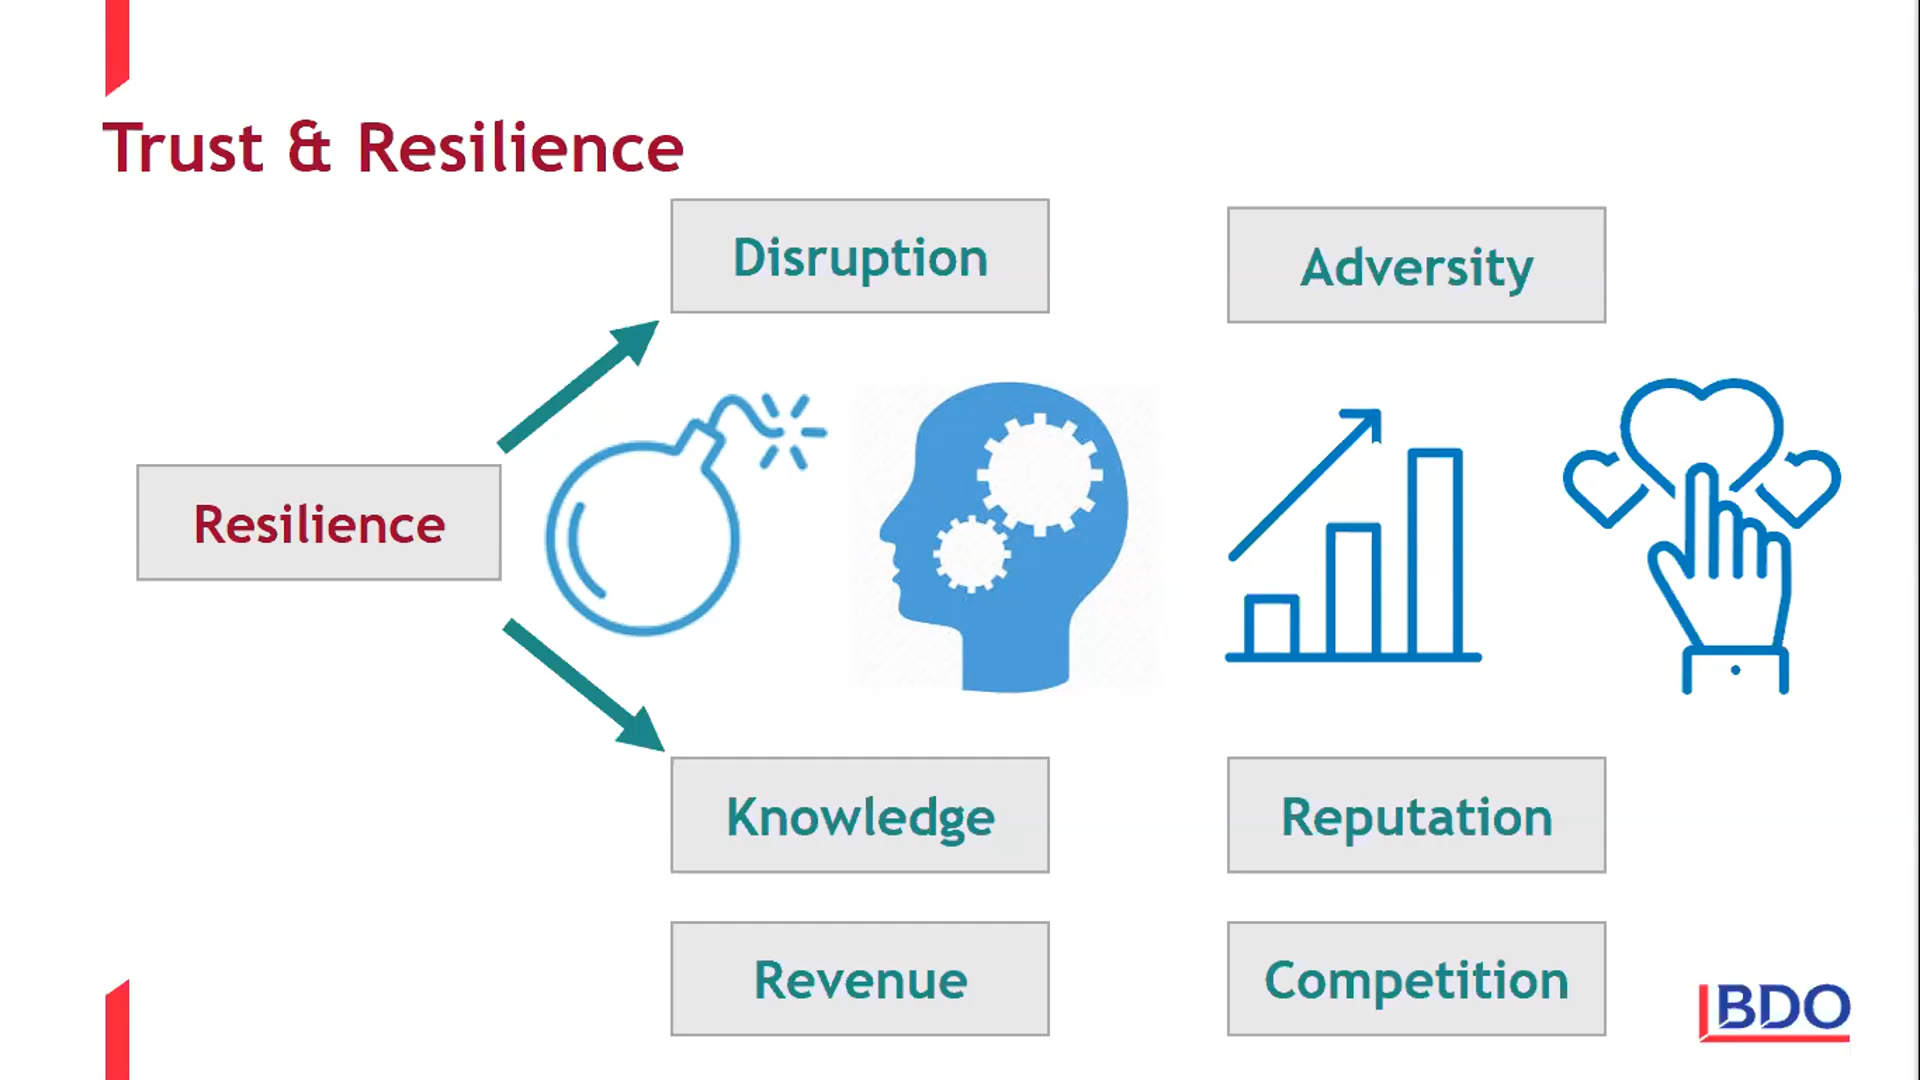 Trust & Resilience
Disruption
Adversity
Resilience
Knowledge
Reputation
Revenue
Competition
BDO